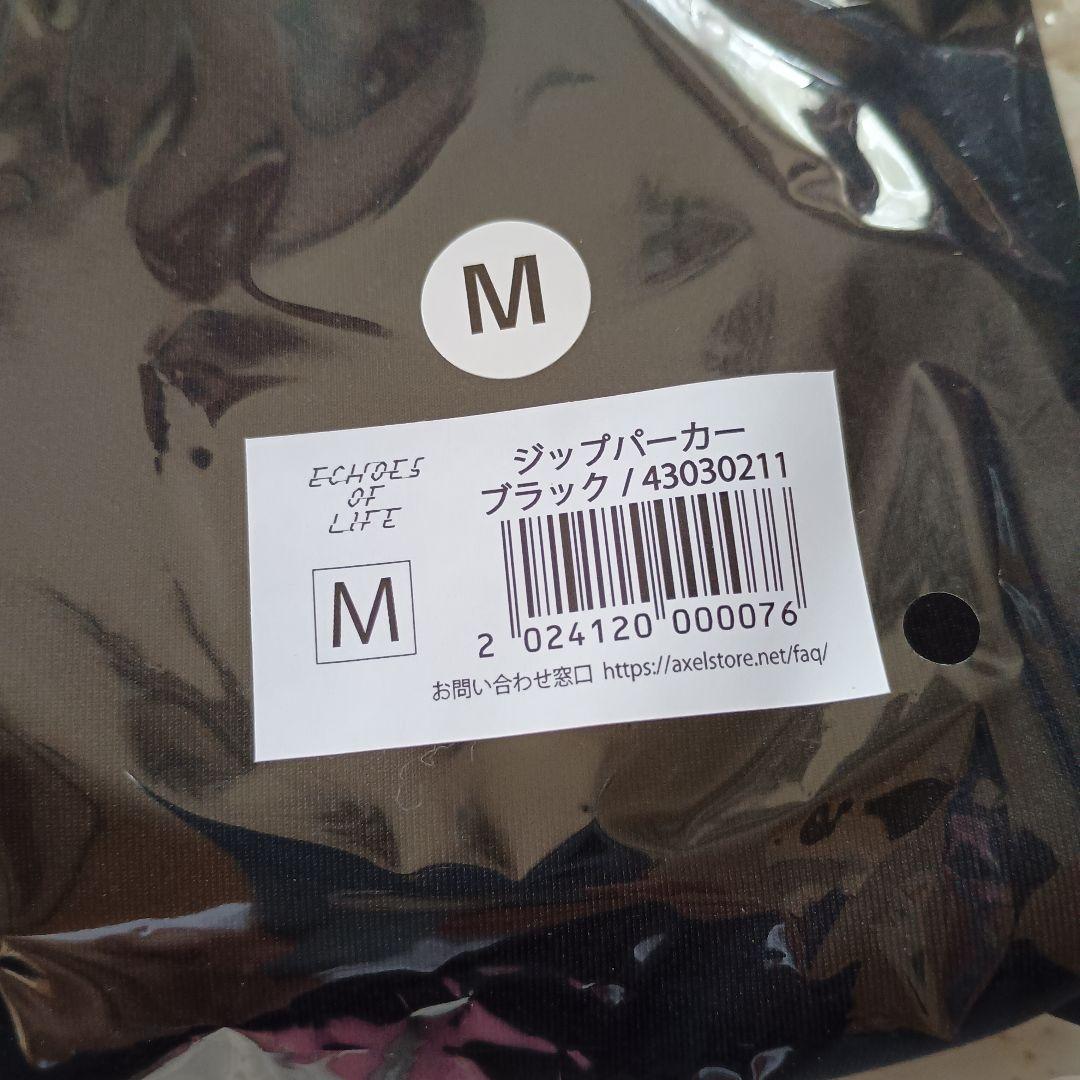 M
ECHOES
OF
LIFE
M
ジップパーカー
ブラック / 43030211
2 024120 000076
お問い合わせ窓口 https://axelstore.net/faq/